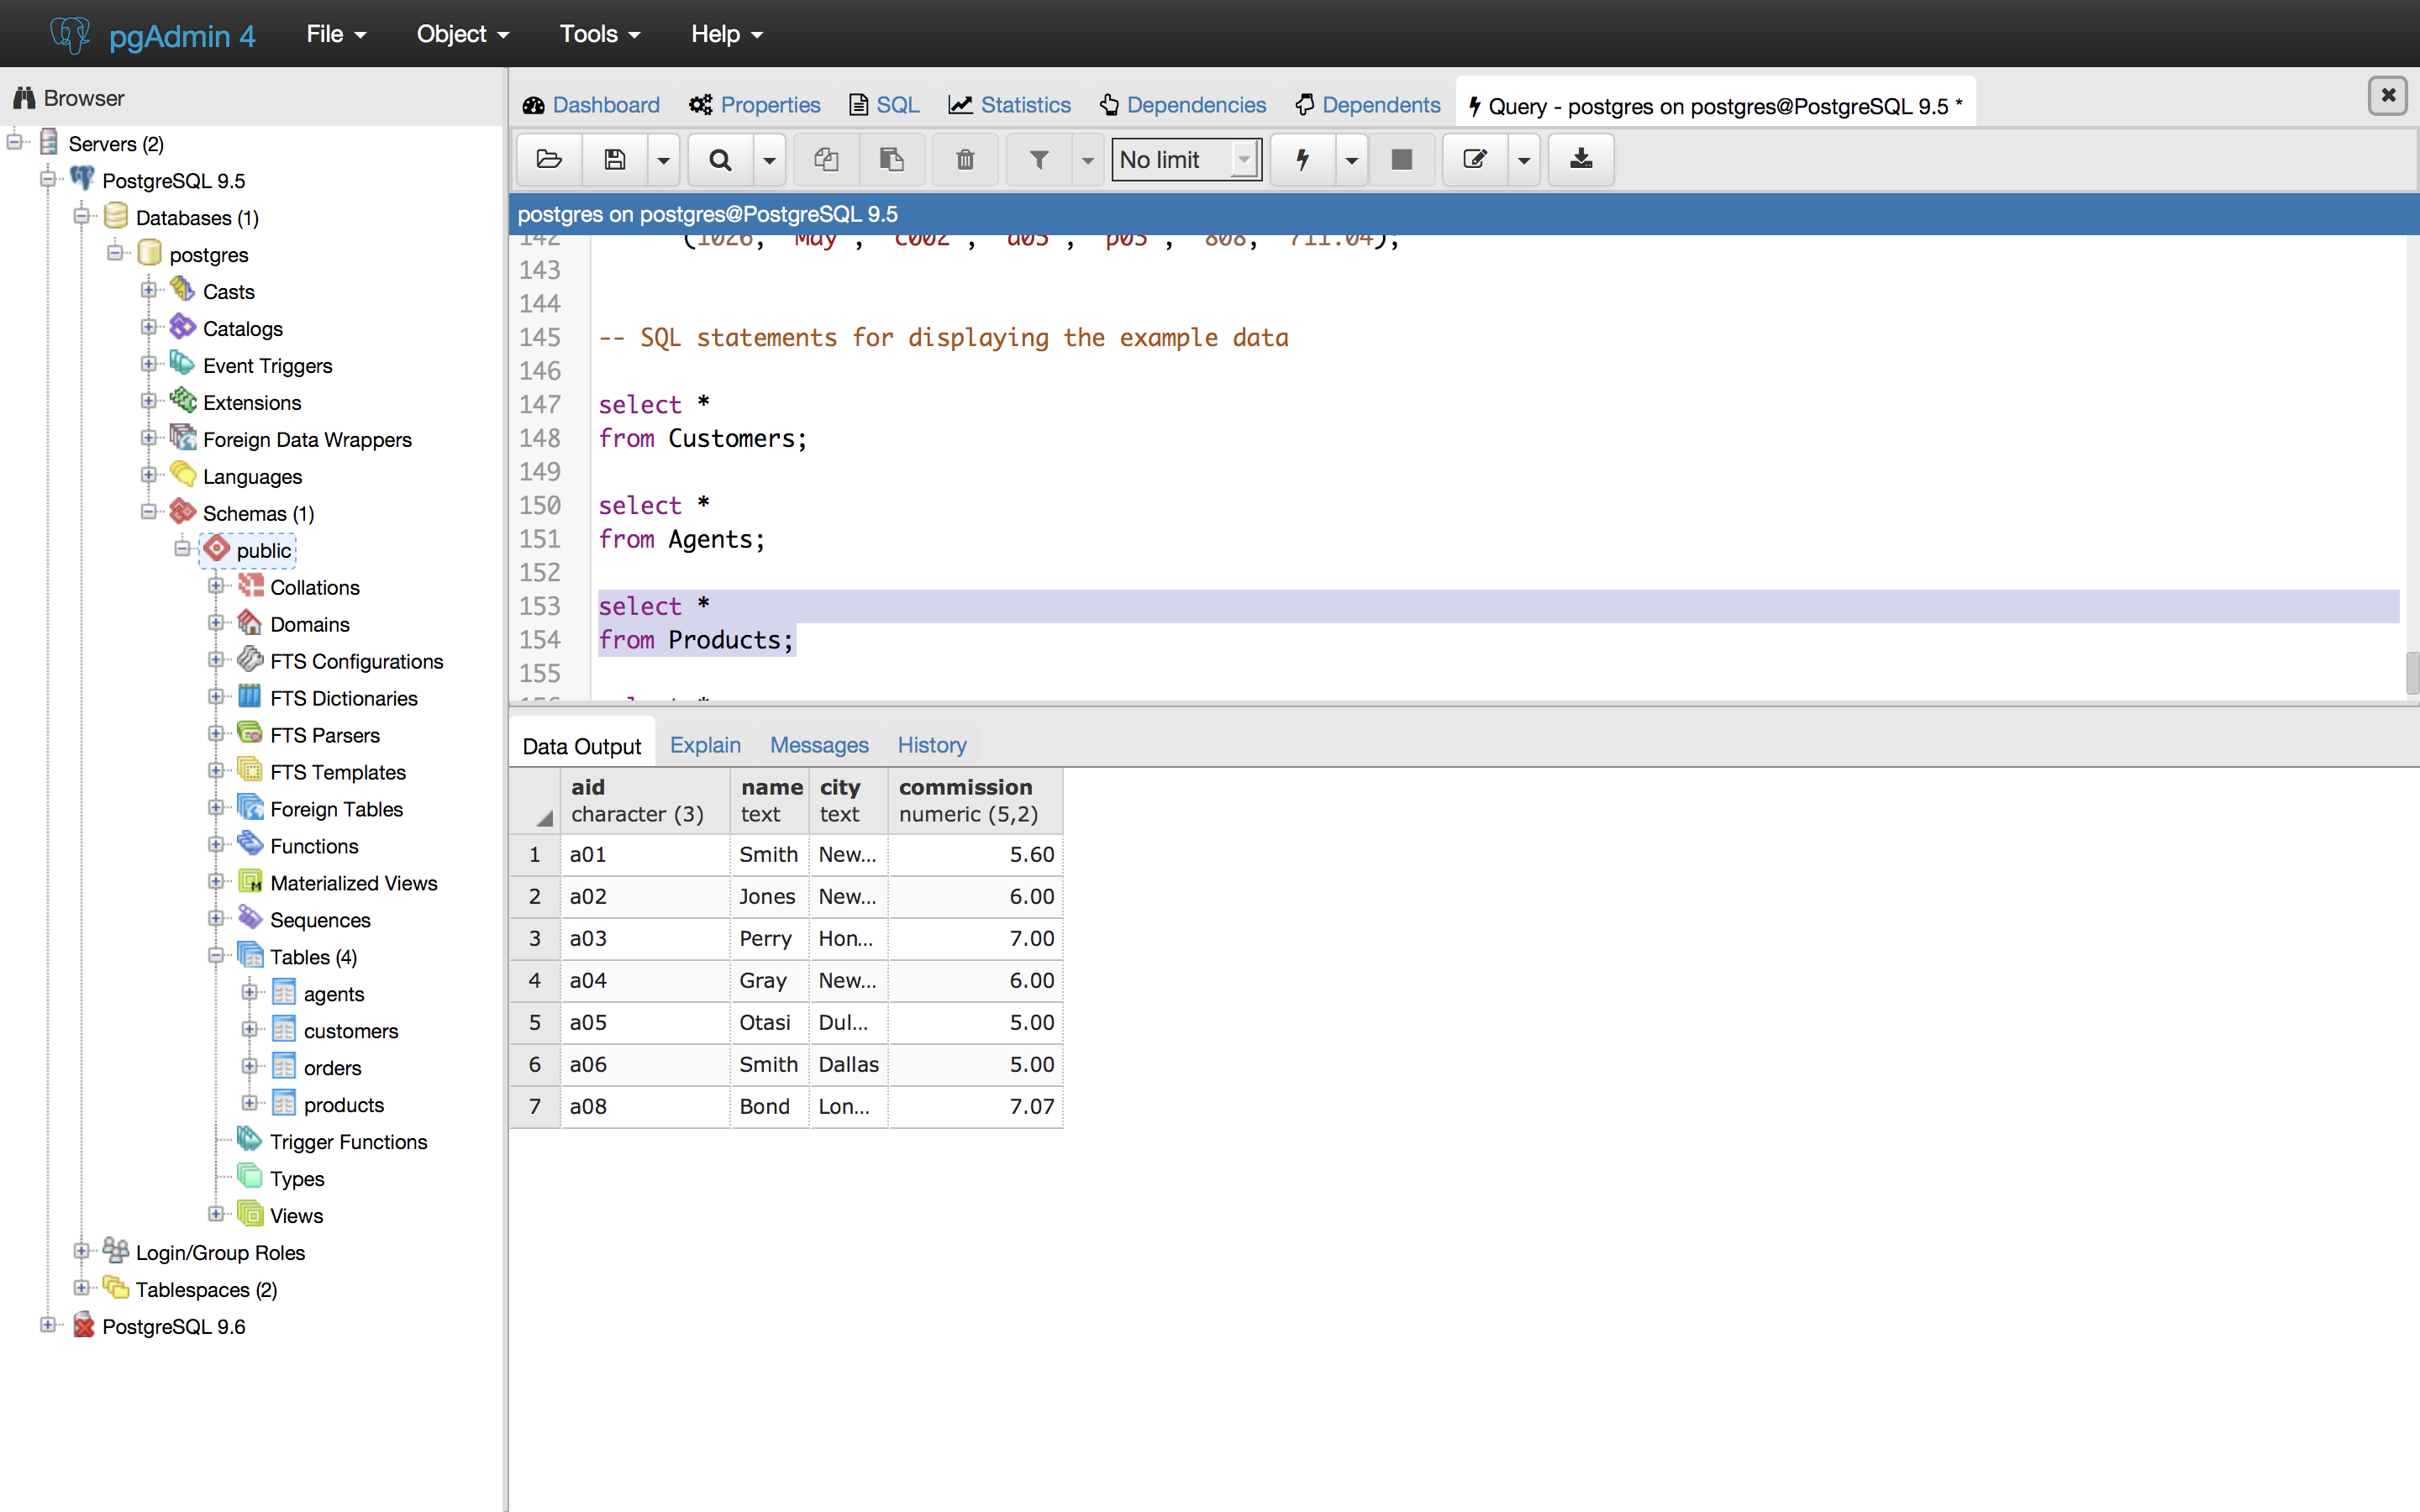 pgAdmin 4 File Object Tools Help
Browser
Servers (2)
PostgreSQL 9.5
Databases (1)
postgres
Casts
Catalogs
Event Triggers
Extensions
Foreign Data Wrappers
Languages
Schemas (1)
public
Collations
Domains
FTS Configurations
FTS Dictionaries
FTS Parsers
FTS Templates
Foreign Tables
Functions
Materialized Views
Sequences
Tables (4)
agents
customers
orders
products
Trigger Functions
Types
Views
Login/Group Roles
Tablespaces (2)
PostgreSQL 9.6
Dashboard Properties SQL Statistics Dependencies Dependents Query - postgres on postgres@PostgreSQL 9.5 *
No limit
postgres on postgres@PostgreSQL 9.5
142 (1026, 'May', 'c002', 'a05', 'p03', 808, 711.04);
143
144
145 -- SQL statements for displaying the example data
146
147 select *
148 from Customers;
149
150 select *
151 from Agents;
152
153 select *
154 from Products;
155
Data Output Explain Messages History
aid name city commission
character (3) text text numeric (5,2)
1 a01 Smith New... 5.60
2 a02 Jones New... 6.00
3 a03 Perry Hon... 7.00
4 a04 Gray New... 6.00
5 a05 Otasi Dul... 5.00
6 a06 Smith Dallas 5.00
7 a08 Bond Lon... 7.07